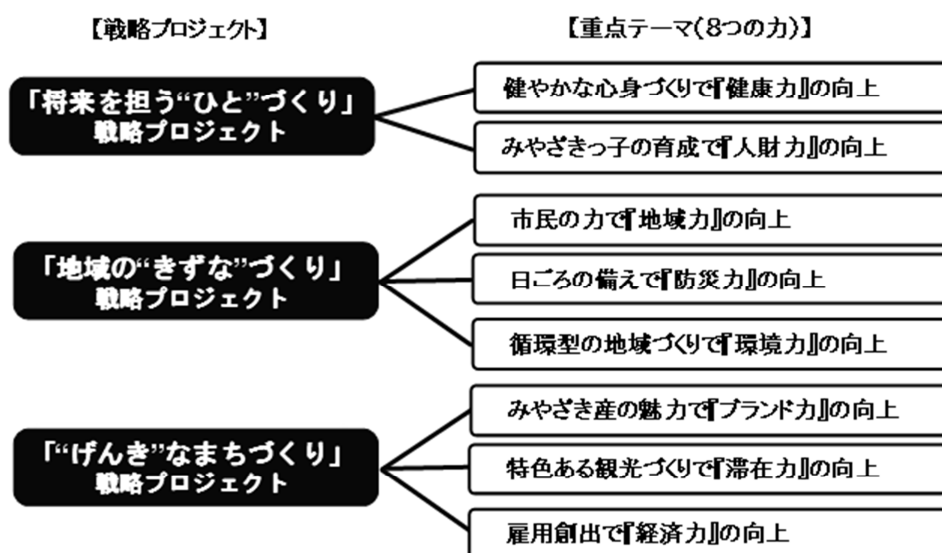 【戦略プロジェクト】
【重点テーマ(8つの力)】
「将来を担う“ひと”づくり」
戦略プロジェクト
健やかな心身づくりで『健康力』の向上
みやざきっ子の育成で『人財力』の向上
「地域の“きずな”づくり」
戦略プロジェクト
市民の力で『地域力』の向上
日ごろの備えで『防災力』の向上
循環型の地域づくりで『環境力』の向上
「“げんき”なまちづくり」
戦略プロジェクト
みやざき産の魅力で『ブランド力』の向上
特色ある観光づくりで『滞在力』の向上
雇用創出で『経済力』の向上